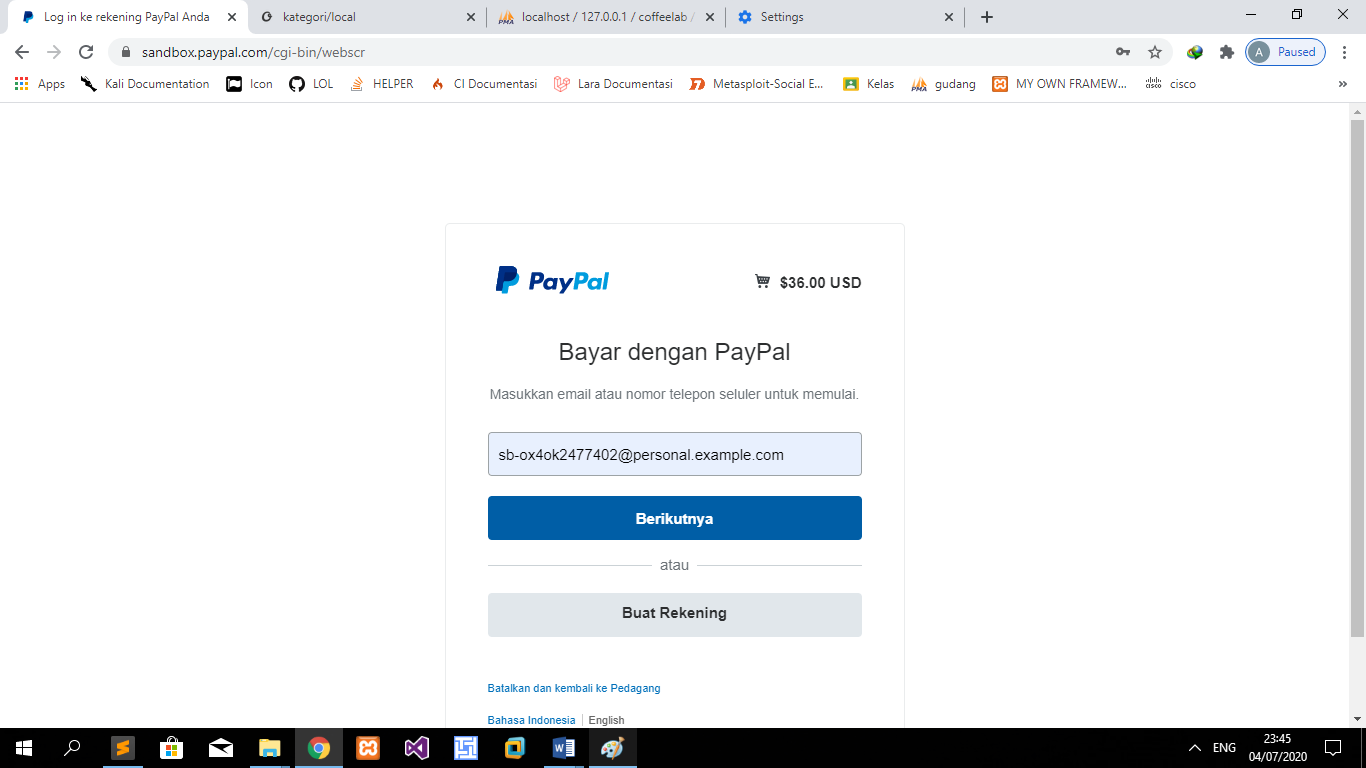 Log in ke rekening PayPal Anda
kategori/local
localhost / 127.0.0.1 / coffeelab /
Settings
sandbox.paypal.com/cgi-bin/webscr
A Paused
Apps
Kali Documentation
Icon
LOL
HELPER
CI Documentasi
Lara Documentasi
Metasploit-Social E...
Kelas
gudang
MY OWN FRAMEW...
cisco
PayPal
$36.00 USD
Bayar dengan PayPal
Masukkan email atau nomor telepon seluler untuk memulai.
sb-ox4ok2477402@personal.example.com
Berikutnya
atau
Buat Rekening
Batalkan dan kembali ke Pedagang
Bahasa Indonesia | English
ENG
23:45
04/07/2020